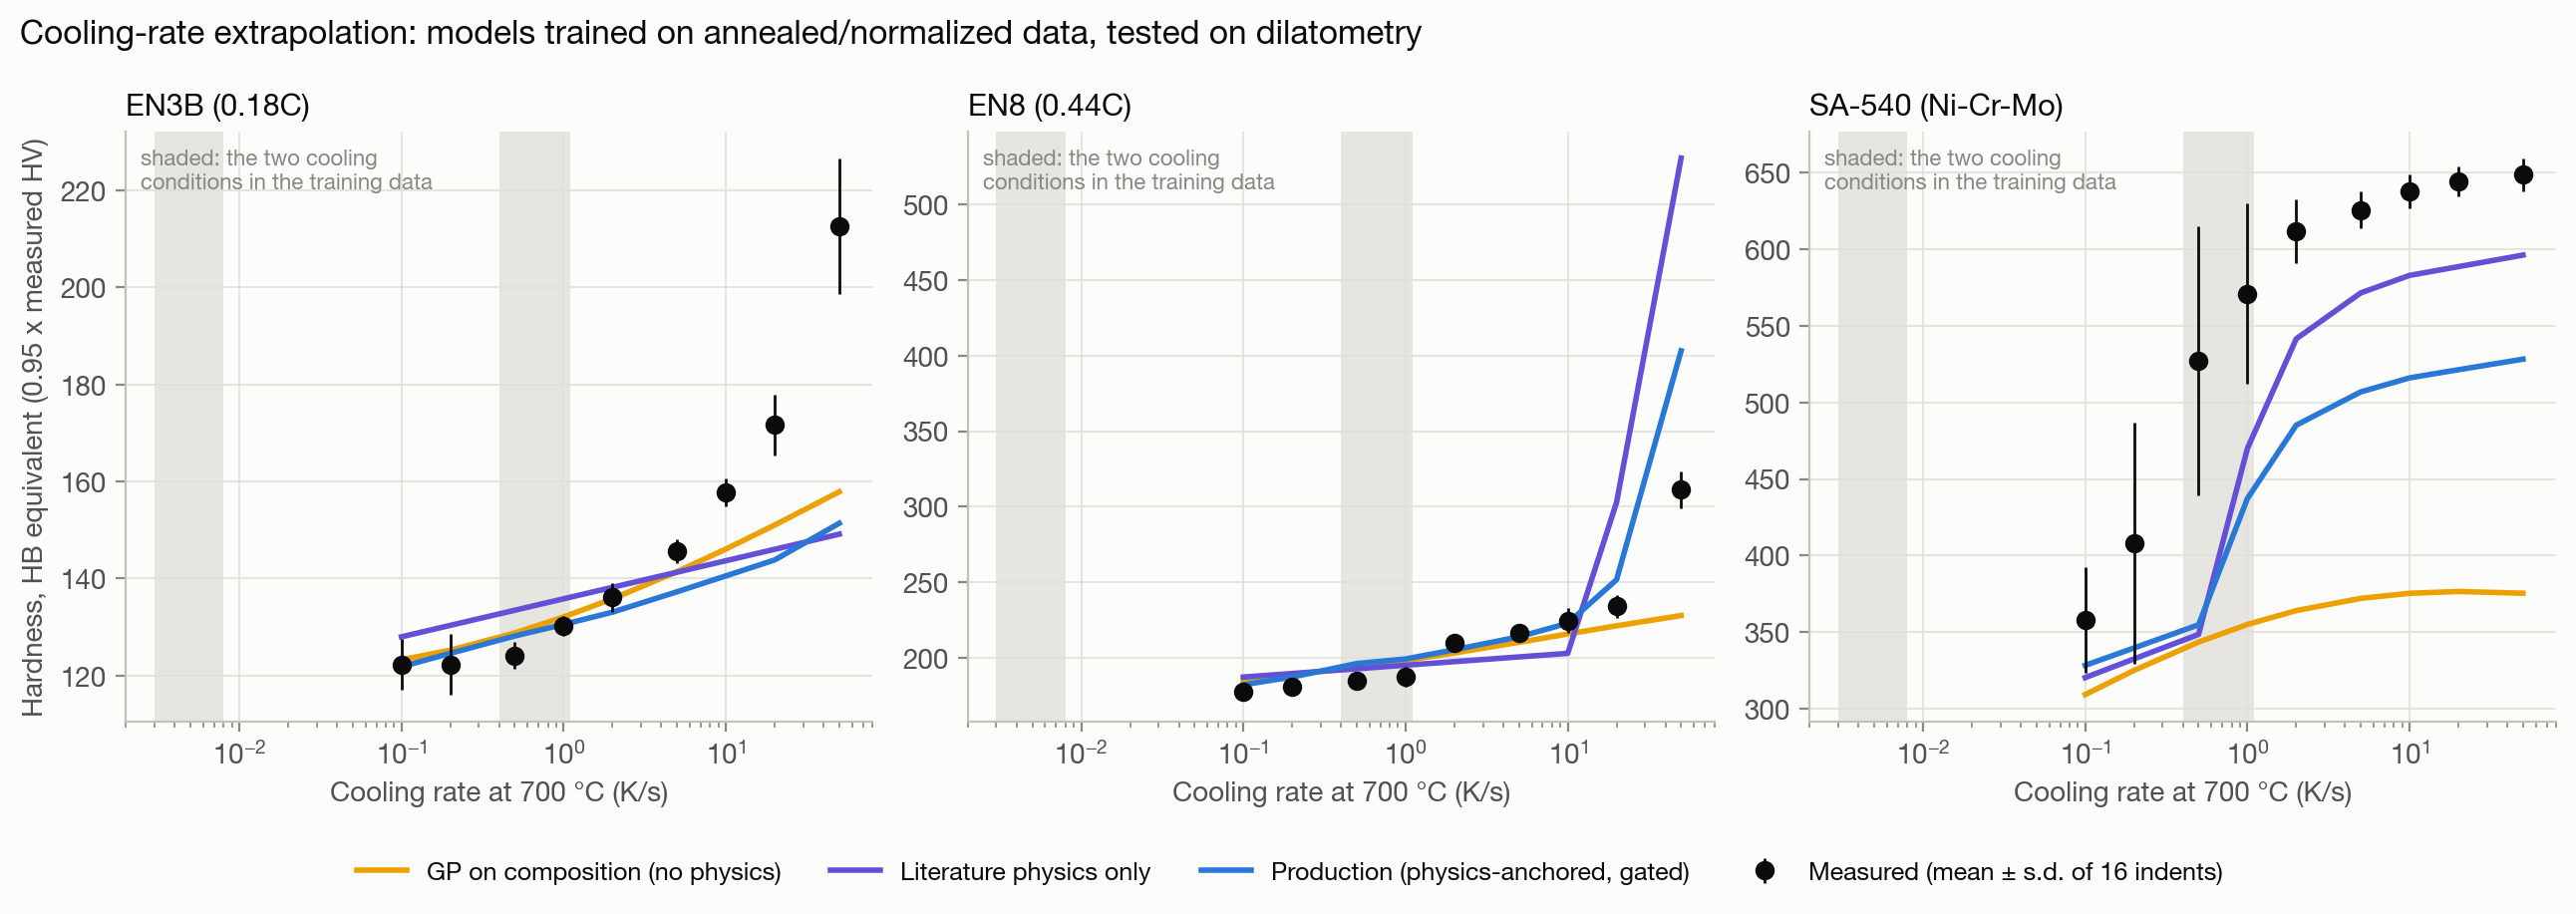 Cooling-rate extrapolation: models trained on annealed/normalized data, tested on dilatometry
EN3B (0.18C)
shaded: the two cooling
conditions in the training data
Hardness, HB equivalent (0.95 x measured HV)
220
200
180
160
140
120
10⁻²
10⁻¹
10⁰
10¹
Cooling rate at 700 °C (K/s)
EN8 (0.44C)
shaded: the two cooling
conditions in the training data
500
450
400
350
300
250
200
10⁻²
10⁻¹
10⁰
10¹
Cooling rate at 700 °C (K/s)
SA-540 (Ni-Cr-Mo)
shaded: the two cooling
conditions in the training data
650
600
550
500
450
400
350
300
10⁻²
10⁻¹
10⁰
10¹
Cooling rate at 700 °C (K/s)
GP on composition (no physics)
Literature physics only
Production (physics-anchored, gated)
Measured (mean ± s.d. of 16 indents)